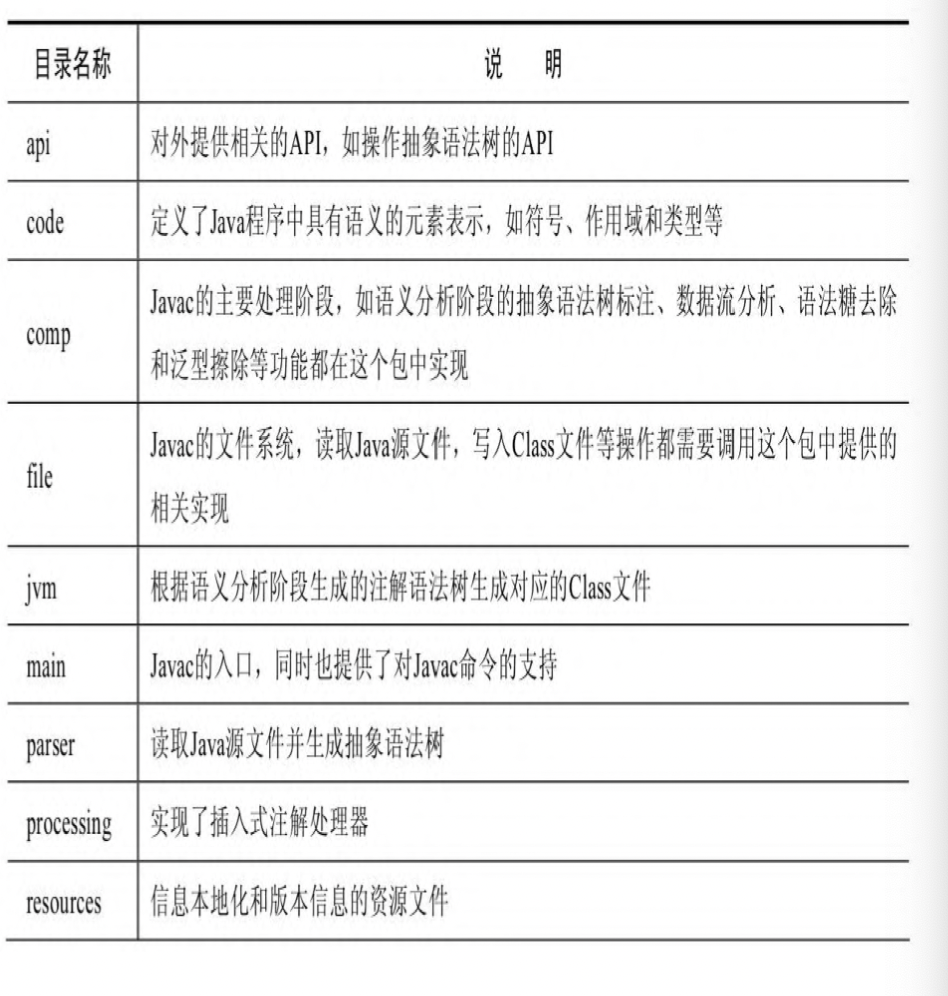 目录名称 说 明
api 对外提供相关的API，如操作抽象语法树的API
code 定义了Java程序中具有语义的元素表示，如符号、作用域和类型等
comp Javac的主要处理阶段，如语义分析阶段的抽象语法树标注、数据流分析、语法糖去除
和泛型擦除等功能都在这个包中实现
file Javac的文件系统，读取Java源文件，写入Class文件等操作都需要调用这个包中提供的
相关实现
jvm 根据语义分析阶段生成的注解语法树生成对应的Class文件
main Javac的入口，同时也提供了对Javac命令的支持
parser 读取Java源文件并生成抽象语法树
processing 实现了插入式注解处理器
resources 信息本地化和版本信息的资源文件